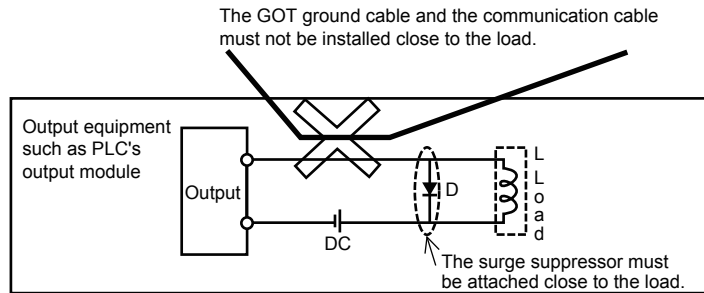 The GOT ground cable and the communication cable
must not be installed close to the load.
Output equipment
such as PLC's
output module
Output
D
L
L
o
a
d
DC
The surge suppressor must
be attached close to the load.